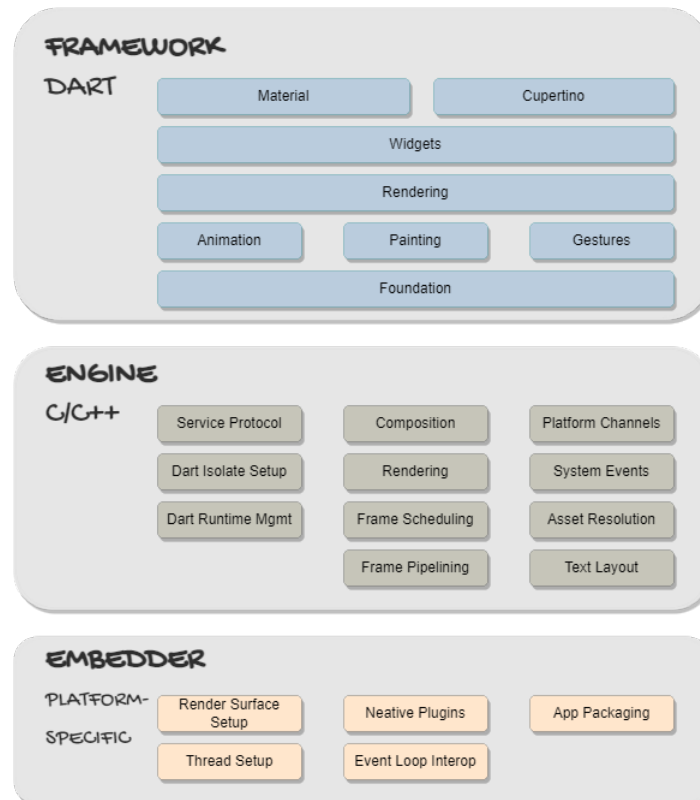 FRAMEWORK
DART
Material
Cupertino
Widgets
Rendering
Animation
Painting
Gestures
Foundation
ENGINE
C/C++
Service Protocol
Composition
Platform Channels
Dart Isolate Setup
Rendering
System Events
Dart Runtime Mgmt
Frame Scheduling
Asset Resolution
Frame Pipelining
Text Layout
EMBEDDER
PLATFORM-
SPECIFIC
Render Surface
Setup
Neative Plugins
App Packaging
Thread Setup
Event Loop Interop